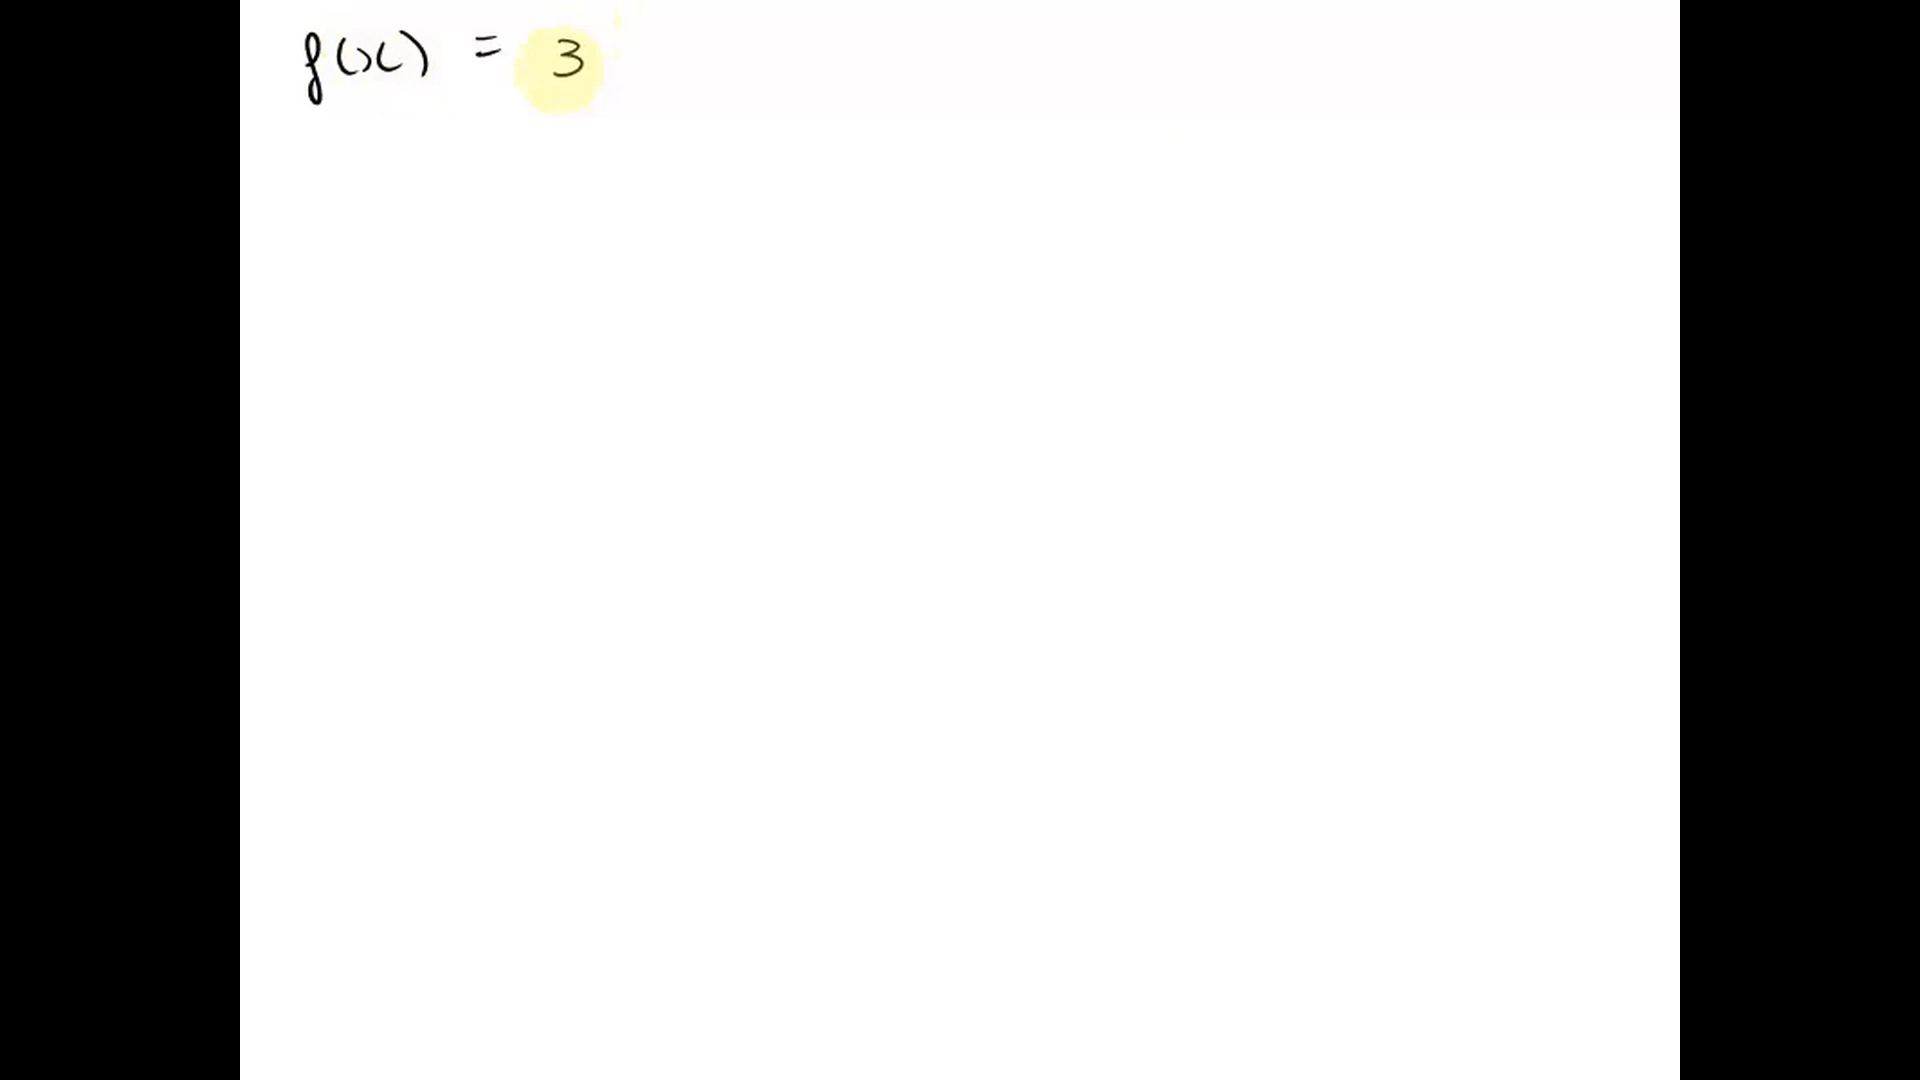 f(x) = 3